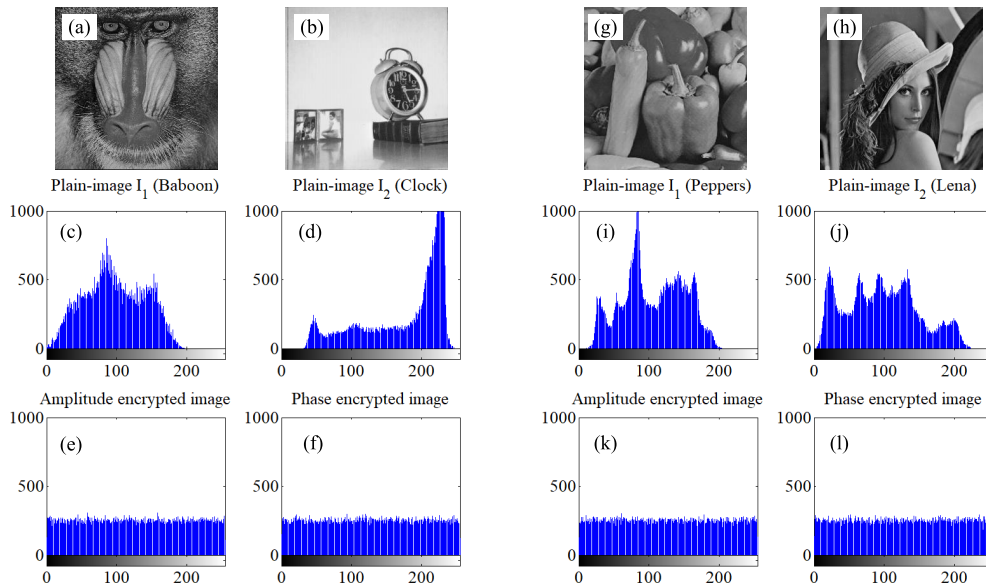 (a) (b) (g) (h)
Plain-image I1 (Baboon) Plain-image I2 (Clock) Plain-image I1 (Peppers) Plain-image I2 (Lena)
1000 1000 1000 1000
(c) (d) (i) (j)
500 500 500 500
0 0 0 0
0 100 200 0 100 200 0 100 200 0 100 200
Amplitude encrypted image Phase encrypted image Amplitude encrypted image Phase encrypted image
1000 1000 1000 1000
(e) (f) (k) (l)
500 500 500 500
0 0 0 0
0 100 200 0 100 200 0 100 200 0 100 200